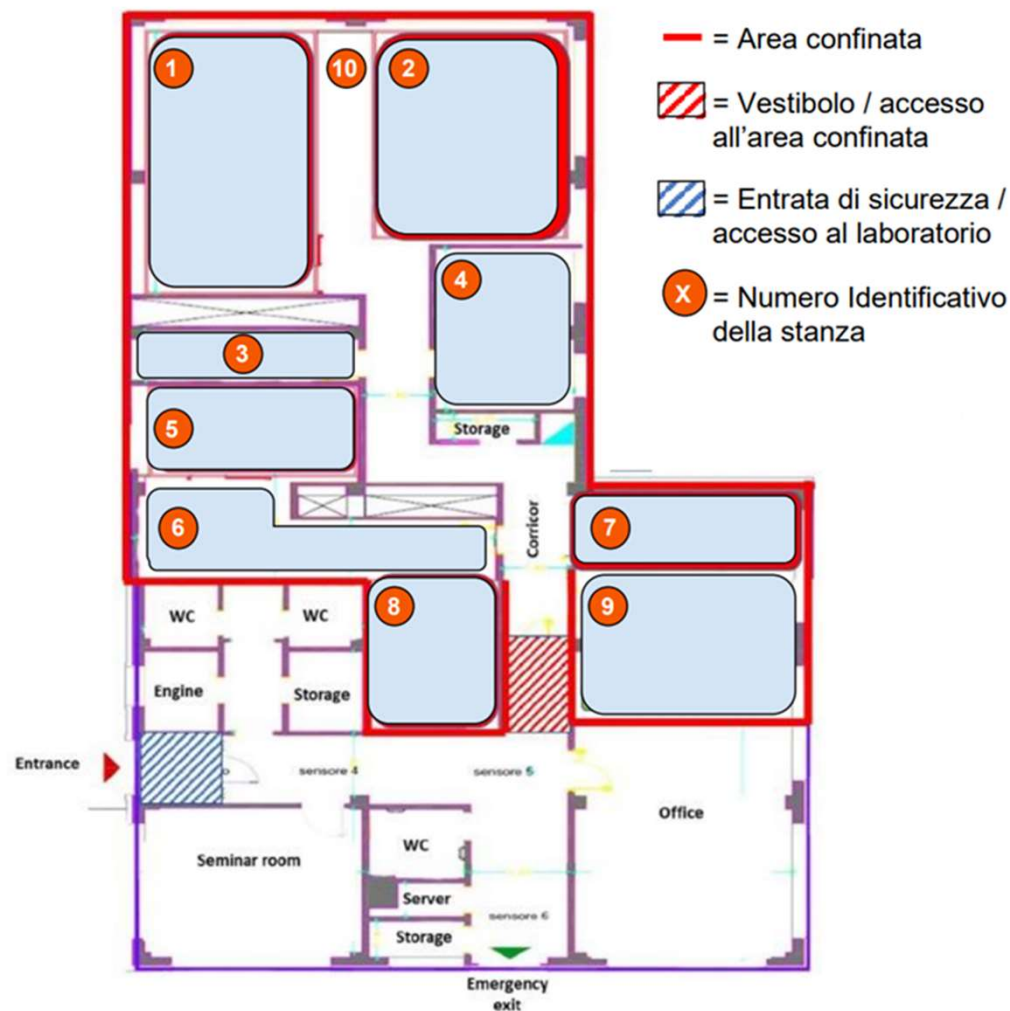 1
10
2
= Area confinata
= Vestibolo / accesso
all'area confinata
= Entrata di sicurezza /
accesso al laboratorio
X = Numero Identificativo
della stanza
4
3
5
Storage
6
Corricor
7
8
9
WC
WC
Engine
Storage
Entrance
sensore 4
sensore 5
Office
Seminar room
WC
Server
sensore 6
Storage
Emergency
exit